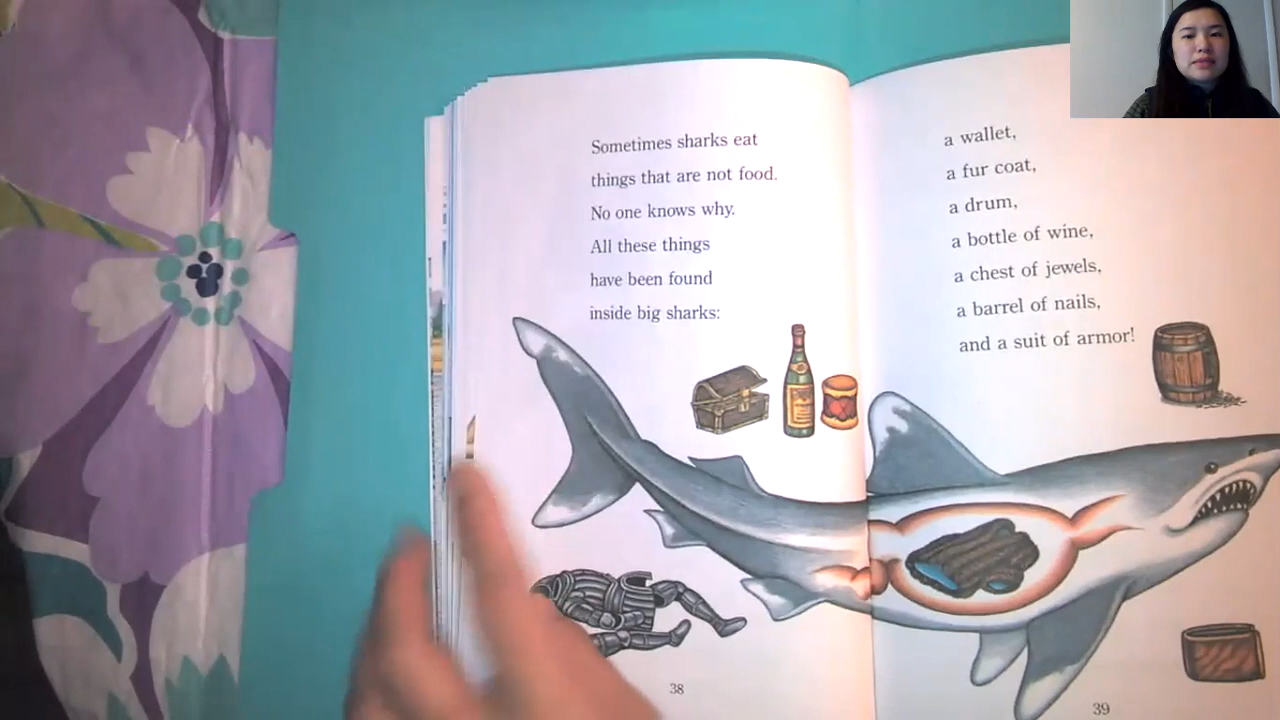 Sometimes sharks eat
things that are not food.
No one knows why.
All these things
have been found
inside big sharks:
38
a wallet,
a fur coat,
a drum,
a bottle of wine,
a chest of jewels,
a barrel of nails,
and a suit of armor!
39